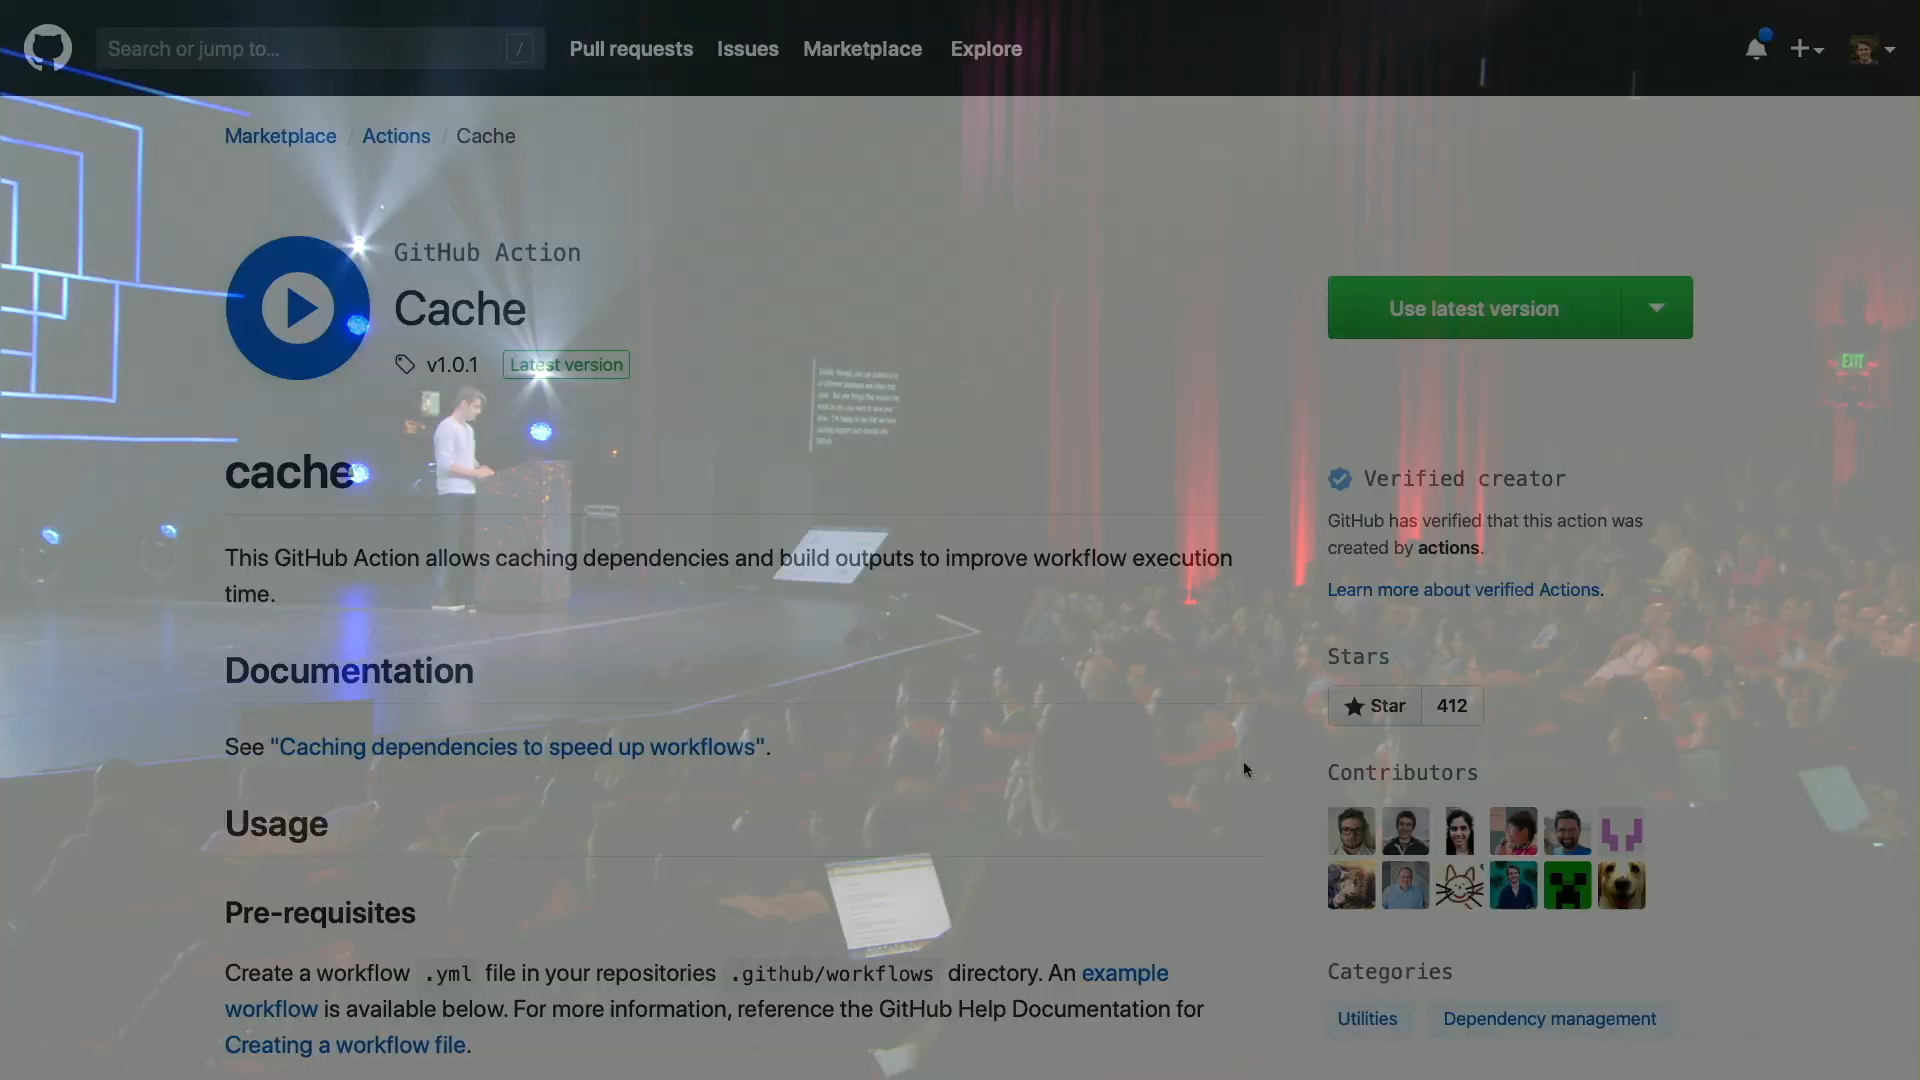 Search or jump to...
/
Pull requests
Issues
Marketplace
Explore
Marketplace / Actions / Cache
GitHub Action
Cache
v1.0.1
Latest version
Use latest version
EXIT
cache
This GitHub Action allows caching dependencies and build outputs to improve workflow execution
time.
Documentation
See "Caching dependencies to speed up workflows".
Usage
Pre-requisites
Create a workflow .yml file in your repositories .github/workflows directory. An example
workflow is available below. For more information, reference the GitHub Help Documentation for
Creating a workflow file.
Verified creator
GitHub has verified that this action was
created by actions.
Learn more about verified Actions.
Stars
Star 412
Contributors
Categories
Utilities
Dependency management